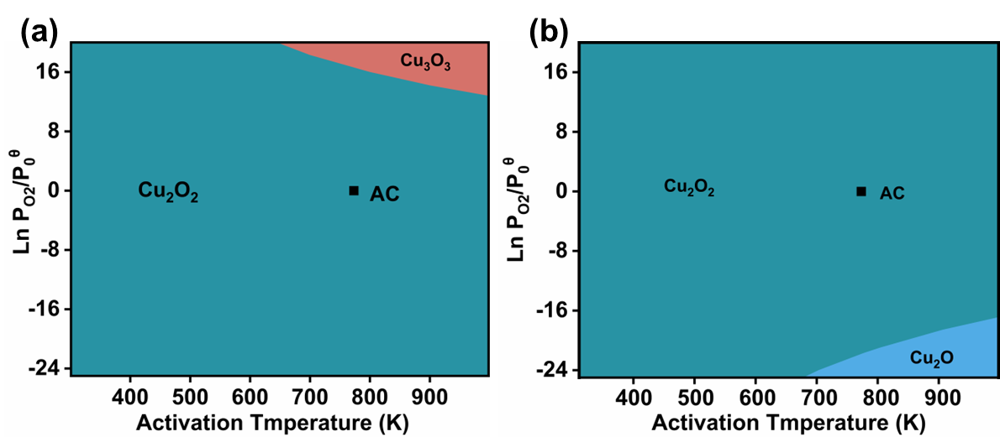 (a)
Cu₃O₃
16
8
0
-8
-16
-24
Ln P_O2/P₀^θ
Cu₂O₂
AC
400 500 600 700 800 900
Activation Tmperature (K)
(b)
16
8
0
-8
-16
-24
Ln P_O2/P₀^θ
Cu₂O₂
AC
Cu₂O
400 500 600 700 800 900
Activation Tmperature (K)